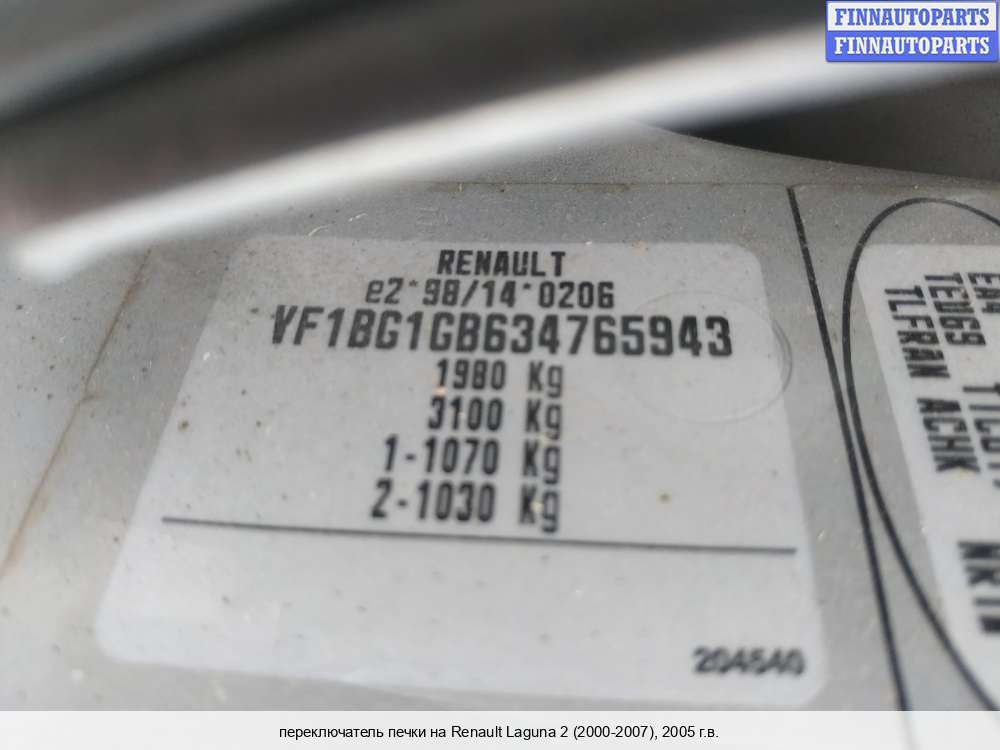 FINNAUTOPARTS
FINNAUTOPARTS
RENAULT
e2*98/14*0206
VF1BG1GB634765943
1980 Kg
3100 Kg
1-1070 Kg
2-1030 Kg
204540
TEU69
TLFRAN ACHK
переключатель печки на Renault Laguna 2 (2000-2007), 2005 г.в.